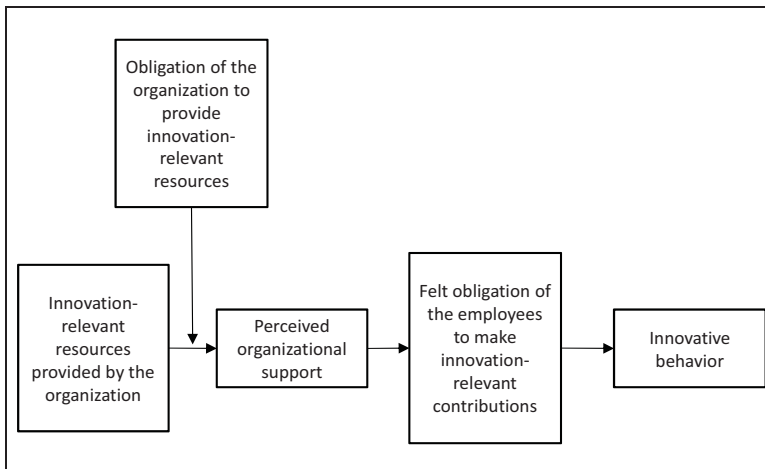 Obligation of the
organization to
provide
innovation-
relevant
resources
Innovation-
relevant
resources
provided by the
organization
Perceived
organizational
support
Felt obligation of
the employees
to make
innovation-
relevant
contributions
Innovative
behavior